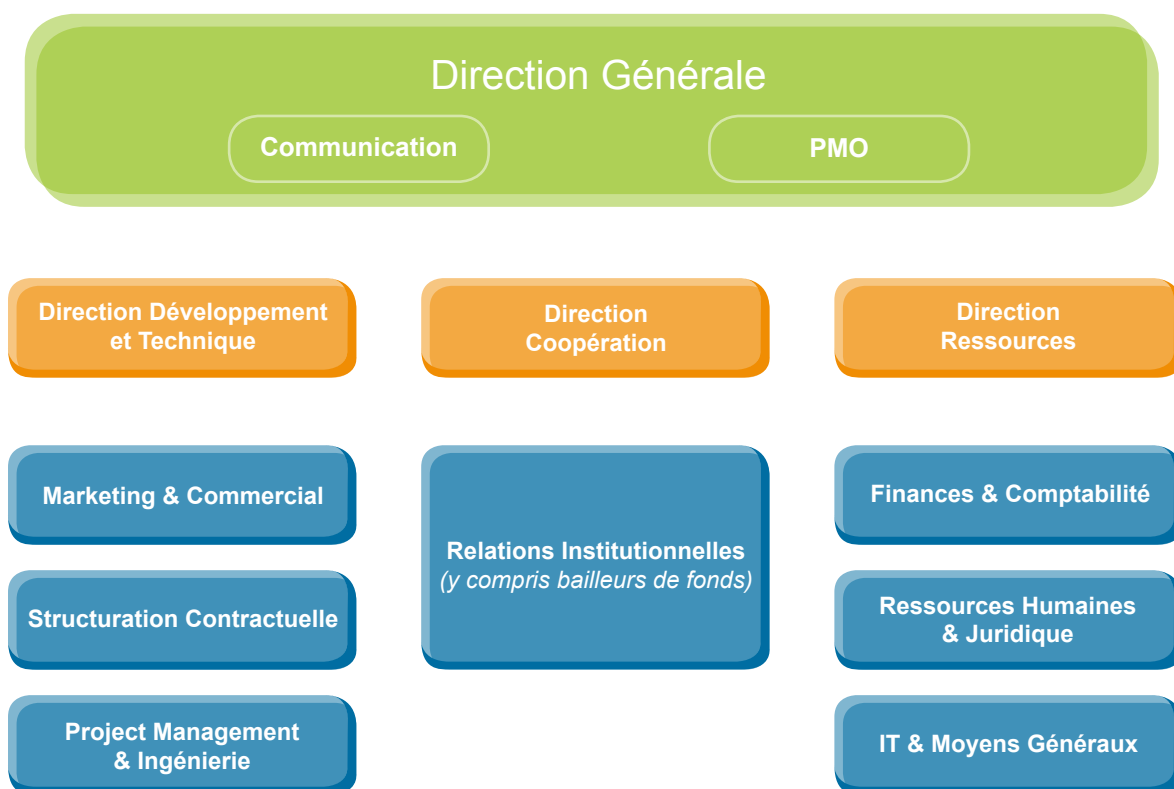 Direction Générale
Communication
PMO
Direction Développement
et Technique
Direction
Coopération
Direction
Ressources
Marketing & Commercial
Structuration Contractuelle
Project Management
& Ingénierie
Relations Institutionnelles
(y compris bailleurs de fonds)
Finances & Comptabilité
Ressources Humaines
& Juridique
IT & Moyens Généraux